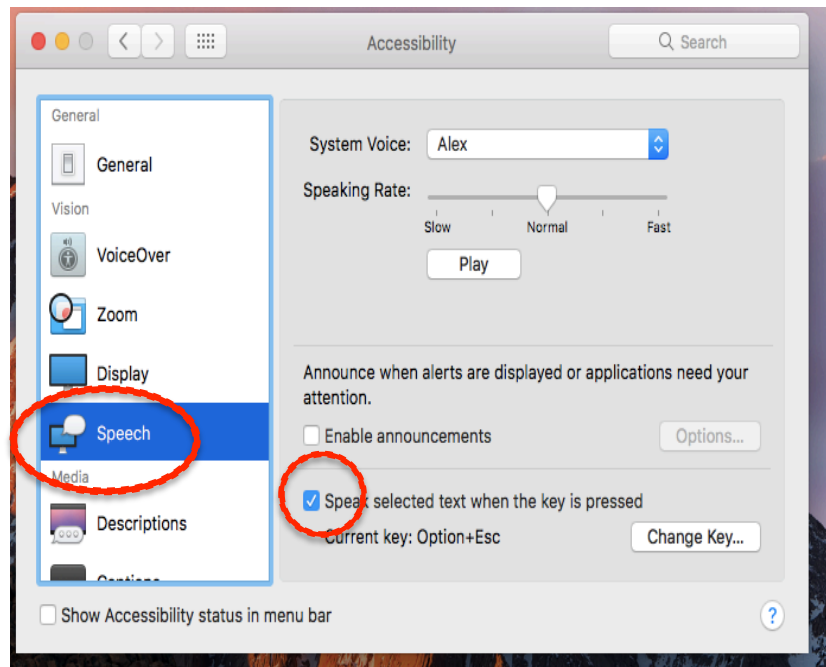 Accessibility
Search
General
General
Vision
VoiceOver
Zoom
Display
Speech
Media
Descriptions
Captions
System Voice: Alex
Speaking Rate:
Slow Normal Fast
Play
Announce when alerts are displayed or applications need your
attention.
Enable announcements Options...
Speak selected text when the key is pressed
Current key: Option+Esc Change Key...
Show Accessibility status in menu bar
?